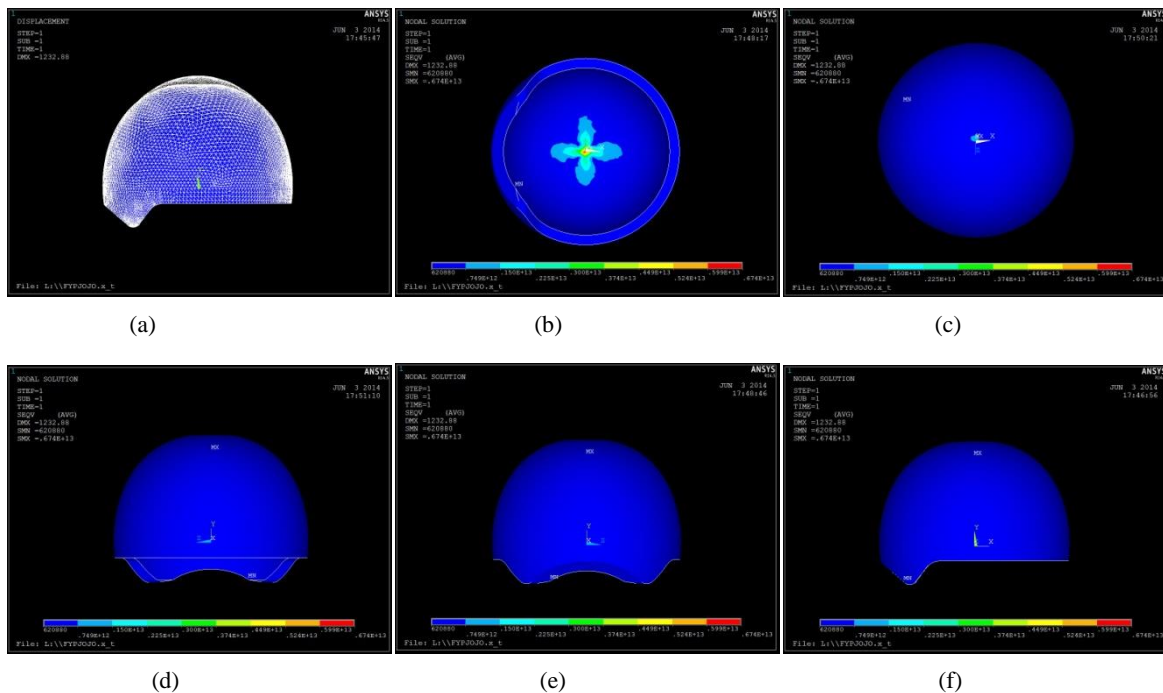 1
DISPLACEMENT
STEP=1
SUB =1
TIME=1
DMX =1232.88
ANSYS
R14.5
JUN 3 2014
17:45:47
File: L:\\FYPJOJO.x_t
(a)
1
NODAL SOLUTION
STEP=1
SUB =1
TIME=1
SEQV (AVG)
DMX =1232.88
SMN =620880
SMX =.674E+13
ANSYS
JUN 3 2014
17:48:17
MN
620880 .150E+13 .300E+13 .449E+13 .599E+13
.749E+12 .225E+13 .374E+13 .524E+13 .674E+13
File: L:\\FYPJOJO.x_t
(b)
1
NODAL SOLUTION
STEP=1
SUB =1
TIME=1
SEQV (AVG)
DMX =1232.88
SMN =620880
SMX =.674E+13
ANSYS
JUN 3 2014
17:50:21
MN
X
620880 .150E+13 .300E+13 .449E+13 .599E+13
.749E+12 .225E+13 .374E+13 .524E+13 .674E+13
File: L:\\FYPJOJO.x_t
(c)
1
NODAL SOLUTION
STEP=1
SUB =1
TIME=1
SEQV (AVG)
DMX =1232.88
SMN =620880
SMX =.674E+13
ANSYS
JUN 3 2014
17:51:10
MX
Y
Z X
MN
620880 .150E+13 .300E+13 .449E+13 .599E+13
.749E+12 .225E+13 .374E+13 .524E+13 .674E+13
File: L:\\FYPJOJO.x_t
(d)
1
NODAL SOLUTION
STEP=1
SUB =1
TIME=1
SEQV (AVG)
DMX =1232.88
SMN =620880
SMX =.674E+13
ANSYS
JUN 3 2014
17:48:46
MX
Y
X Z
MN
620880 .150E+13 .300E+13 .449E+13 .599E+13
.749E+12 .225E+13 .374E+13 .524E+13 .674E+13
File: L:\\FYPJOJO.x_t
(e)
1
NODAL SOLUTION
STEP=1
SUB =1
TIME=1
SEQV (AVG)
DMX =1232.88
SMN =620880
SMX =.674E+13
ANSYS
JUN 3 2014
17:46:56
MX
Y
X
MN
620880 .150E+13 .300E+13 .449E+13 .599E+13
.749E+12 .225E+13 .374E+13 .524E+13 .674E+13
File: L:\\FYPJOJO.x_t
(f)